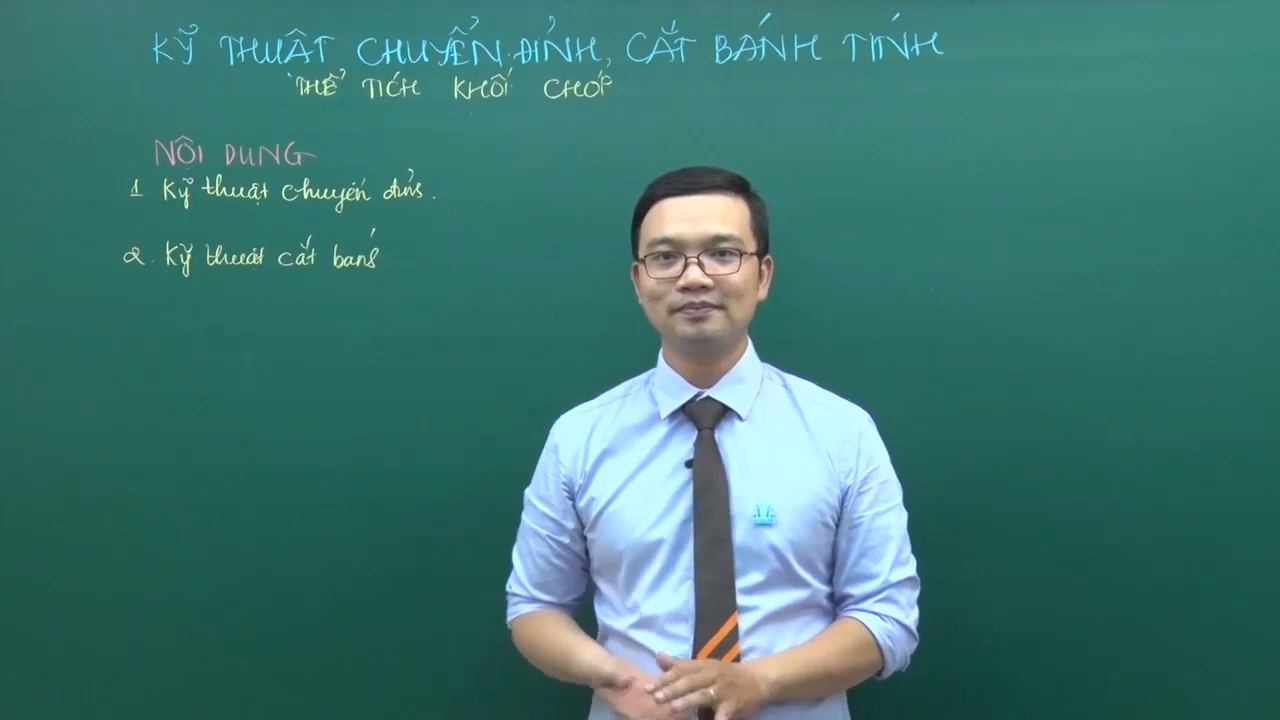 KỸ THUẬT CHUYỂN ĐỈNH, CẮT BÁNH TÍNH
THỂ TÍCH KHỐI CHÓP
NỘI DUNG
1 Kỹ thuật chuyển đỉnh.
2. Kỹ thuật cắt bánh